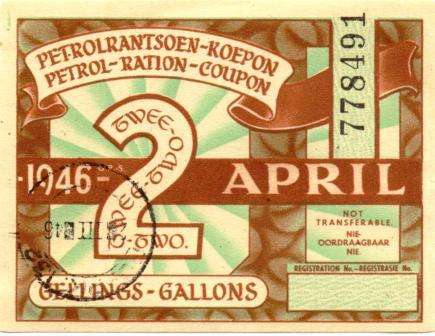 PETROLRANTSOEN-KOEPON
PETROL-RATION-COUPON
778491
TWEE-
TWO.
2
TWEE-TWO.
1946
APRIL
NOT
TRANSFERABLE.
NIE-
OORDRAAGBAAR
NIE.
REGISTRATION No.-REGISTRASIE No.
GELLINGS-GALLONS